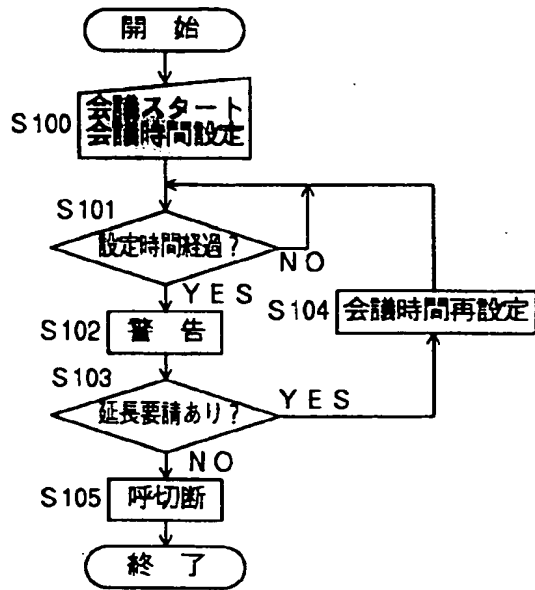 開 始
S100
会議スタート
会議時間設定
S101
設定時間経過?
NO
YES
S104
会議時間再設定
S102
警 告
S103
延長要請あり?
YES
NO
S105
呼切断
終 了